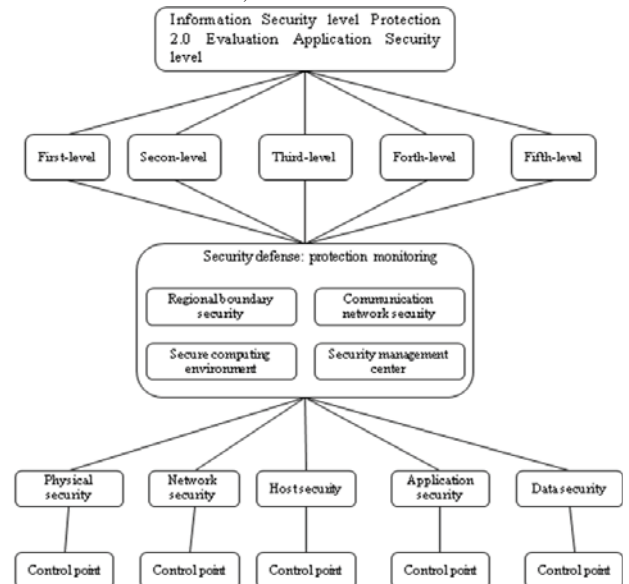 Information Security level Protection
2.0 Evaluation Application Security
level
First-level
Secon-level
Third-level
Forth-level
Fifth-level
Security defense: protection monitoring
Regional boundary
security
Communication
network security
Secure computing
environment
Security management
center
Physical
security
Network
security
Host security
Application
security
Data security
Control point
Control point
Control point
Control point
Control point